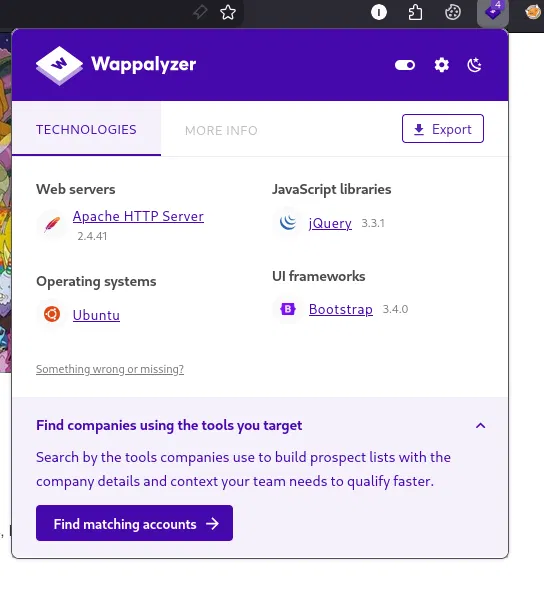 4
Wappalyzer
TECHNOLOGIES
MORE INFO
Export
Web servers
Apache HTTP Server
2.4.41
Operating systems
Ubuntu
JavaScript libraries
jQuery 3.3.1
UI frameworks
Bootstrap 3.4.0
Something wrong or missing?
Find companies using the tools you target
Search by the tools companies use to build prospect lists with the
company details and context your team needs to qualify faster.
Find matching accounts →